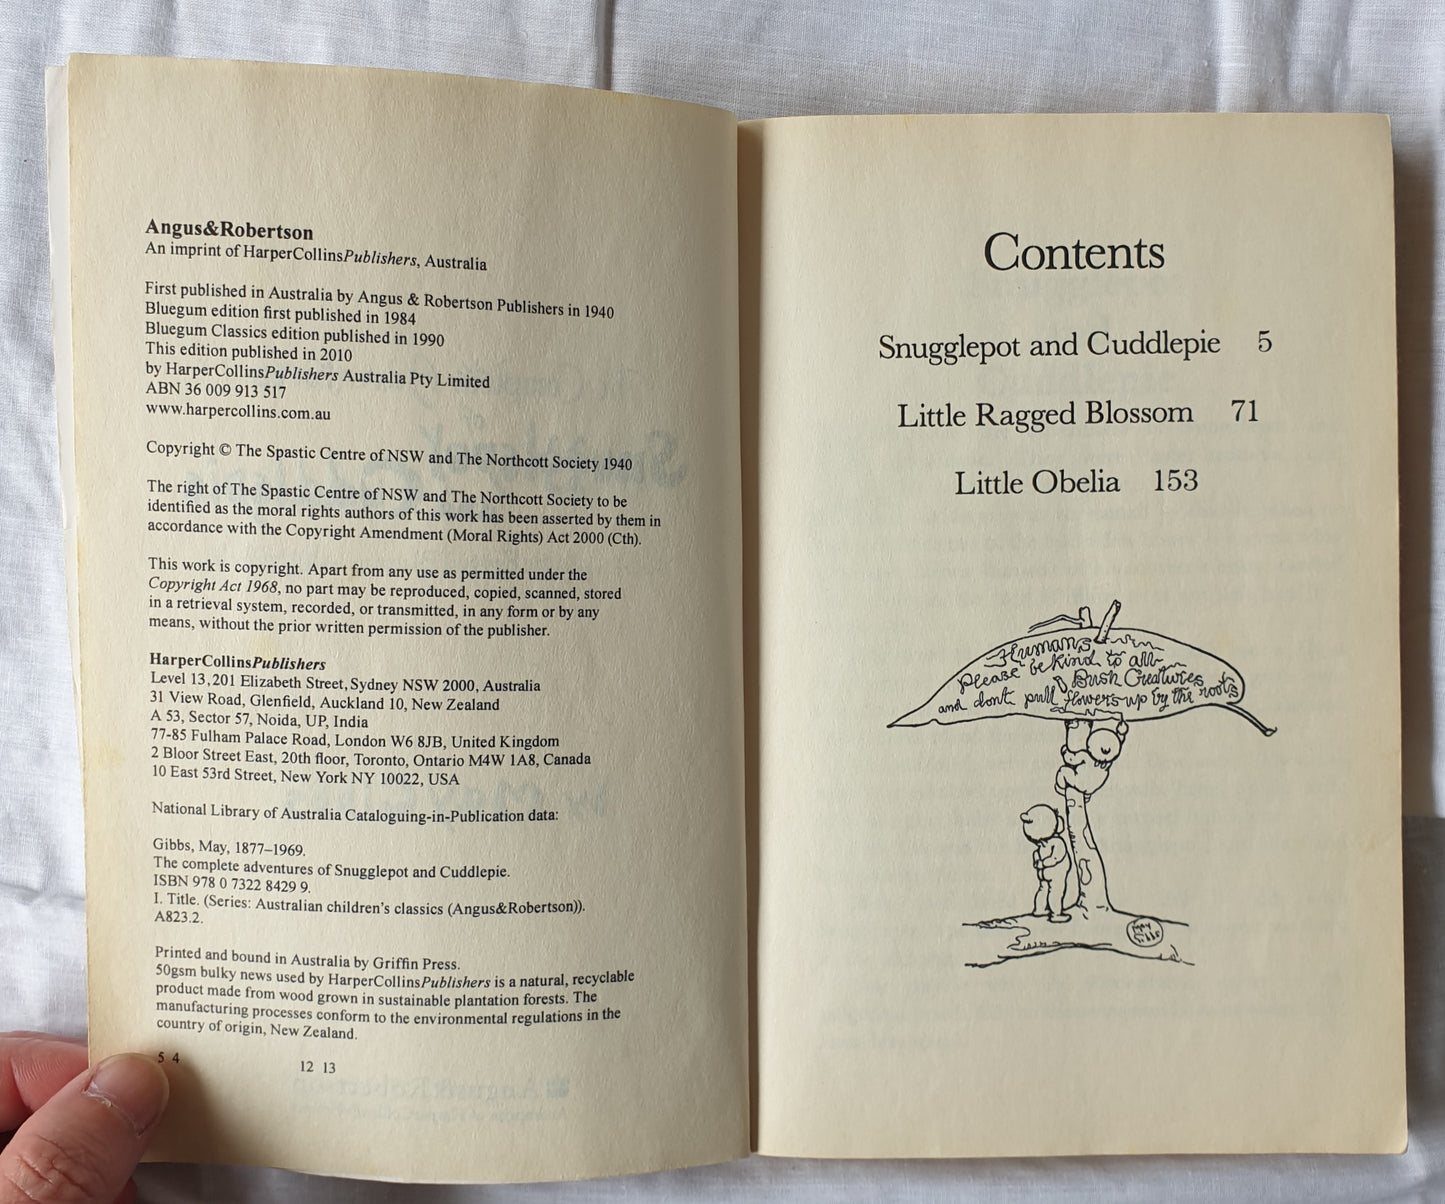 Angus&Robertson
An imprint of HarperCollinsPublishers, Australia
First published in Australia by Angus & Robertson Publishers in 1940
Bluegum edition first published in 1984
Bluegum Classics edition published in 1990
This edition published in 2010
by HarperCollinsPublishers Australia Pty Limited
ABN 36 009 913 517
www.harpercollins.com.au
Copyright © The Spastic Centre of NSW and The Northcott Society 1940
The right of The Spastic Centre of NSW and The Northcott Society to be
identified as the moral rights authors of this work has been asserted by them in
accordance with the Copyright Amendment (Moral Rights) Act 2000 (Cth).
This work is copyright. Apart from any use as permitted under the
Copyright Act 1968, no part may be reproduced, copied, scanned, stored
in a retrieval system, recorded, or transmitted, in any form or by any
means, without the prior written permission of the publisher.
HarperCollinsPublishers
Level 13, 201 Elizabeth Street, Sydney NSW 2000, Australia
31 View Road, Glenfield, Auckland 10, New Zealand
A 53, Sector 57, Noida, UP, India
77-85 Fulham Palace Road, London W6 8JB, United Kingdom
2 Bloor Street East, 20th floor, Toronto, Ontario M4W 1A8, Canada
10 East 53rd Street, New York NY 10022, USA
National Library of Australia Cataloguing-in-Publication data:
Gibbs, May, 1877–1969.
The complete adventures of Snugglepot and Cuddlepie.
ISBN 978 0 7322 8429 9.
I. Title. (Series: Australian children's classics (Angus&Robertson)).
A823.2.
Printed and bound in Australia by Griffin Press.
50gsm bulky news used by HarperCollinsPublishers is a natural, recyclable
product made from wood grown in sustainable plantation forests. The
manufacturing processes conform to the environmental regulations in the
country of origin, New Zealand.
5 4 12 13
Contents
Snugglepot and Cuddlepie 5
Little Ragged Blossom 71
Little Obelia 153
Humans
please be kind to all
Bush Creatures
and dont pull flowers up by the roots
May
Gibbs